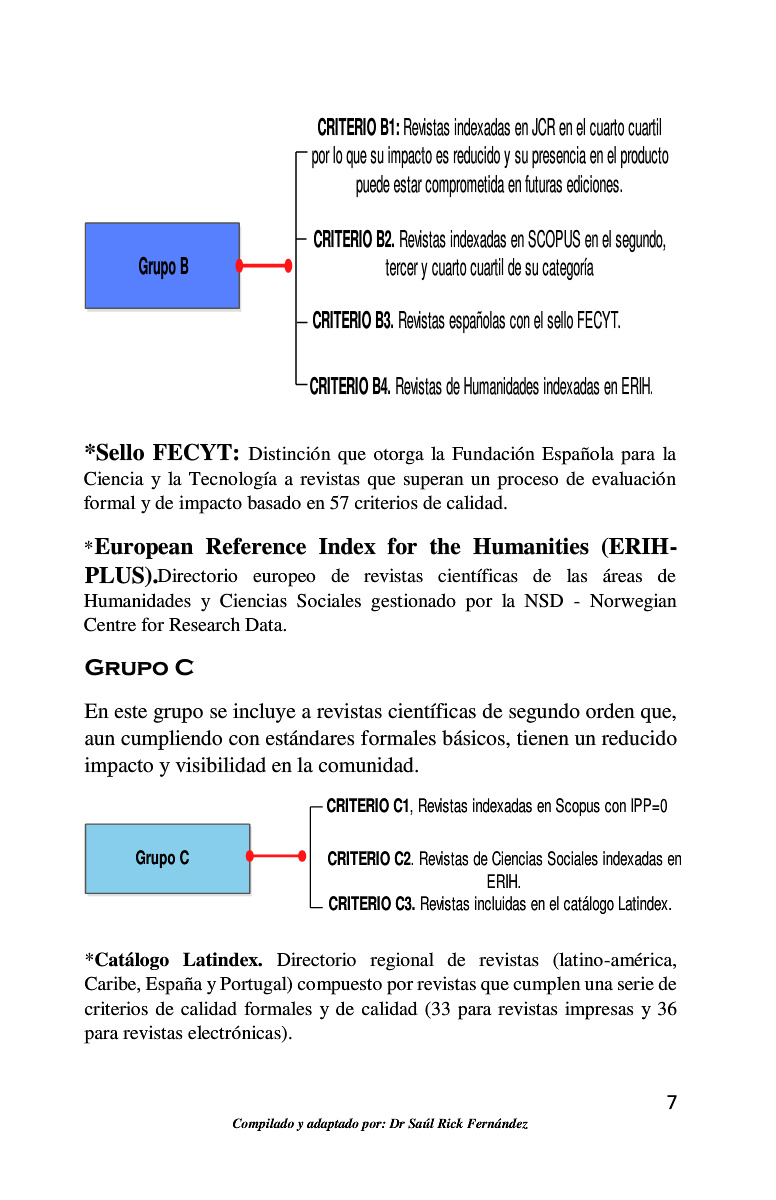 CRITERIO B1: Revistas indexadas en JCR en el cuarto cuartil
por lo que su impacto es reducido y su presencia en el producto
puede estar comprometida en futuras ediciones.
Grupo B
CRITERIO B2. Revistas indexadas en SCOPUS en el segundo,
tercer y cuarto cuartil de su categoría
CRITERIO B3. Revistas españolas con el sello FECYT.
CRITERIO B4. Revistas de Humanidades indexadas en ERIH.
*Sello FECYT: Distinción que otorga la Fundación Española para la
Ciencia y la Tecnología a revistas que superan un proceso de evaluación
formal y de impacto basado en 57 criterios de calidad.
*European Reference Index for the Humanities (ERIH-
PLUS).Directorio europeo de revistas científicas de las áreas de
Humanidades y Ciencias Sociales gestionado por la NSD - Norwegian
Centre for Research Data.
GRUPO C
En este grupo se incluye a revistas científicas de segundo orden que,
aun cumpliendo con estándares formales básicos, tienen un reducido
impacto y visibilidad en la comunidad.
CRITERIO C1, Revistas indexadas en Scopus con IPP=0
Grupo C
CRITERIO C2. Revistas de Ciencias Sociales indexadas en
ERIH.
CRITERIO C3. Revistas incluidas en el catálogo Latindex.
*Catálogo Latindex. Directorio regional de revistas (latino-américa,
Caribe, España y Portugal) compuesto por revistas que cumplen una serie de
criterios de calidad formales y de calidad (33 para revistas impresas y 36
para revistas electrónicas).
7
Compilado y adaptado por: Dr Saúl Rick Fernández